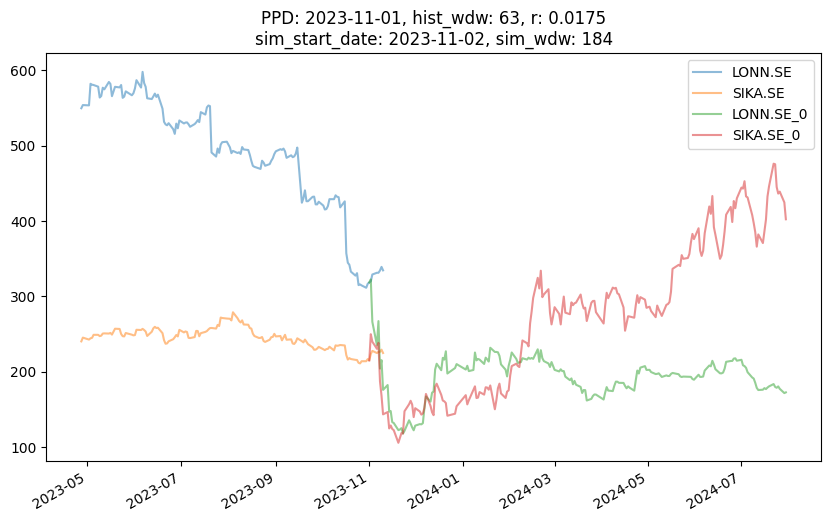 PPD: 2023-11-01, hist_wdw: 63, r: 0.0175
sim_start_date: 2023-11-02, sim_wdw: 184
LONN.SE
SIKA.SE
LONN.SE_0
SIKA.SE_0
600
500
400
300
200
100
2023-05
2023-07
2023-09
2023-11
2024-01
2024-03
2024-05
2024-07